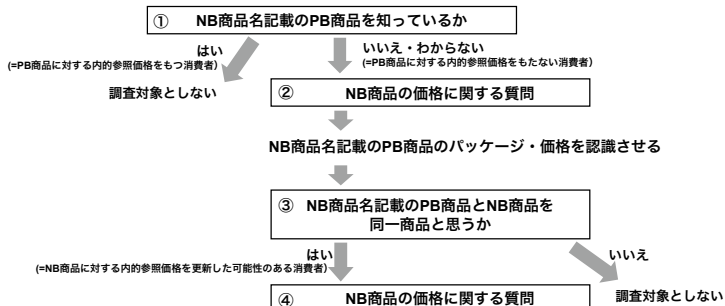 ① NB商品名記載のPB商品を知っているか
はい
(=PB商品に対する内的参照価格をもつ消費者)
いいえ・わからない
(=PB商品に対する内的参照価格をもたない消費者)
調査対象としない
② NB商品の価格に関する質問
NB商品名記載のPB商品のパッケージ・価格を認識させる
③ NB商品名記載のPB商品とNB商品を
同一商品と思うか
はい
(=NB商品に対する内的参照価格を更新した可能性のある消費者)
いいえ
④ NB商品の価格に関する質問
調査対象としない